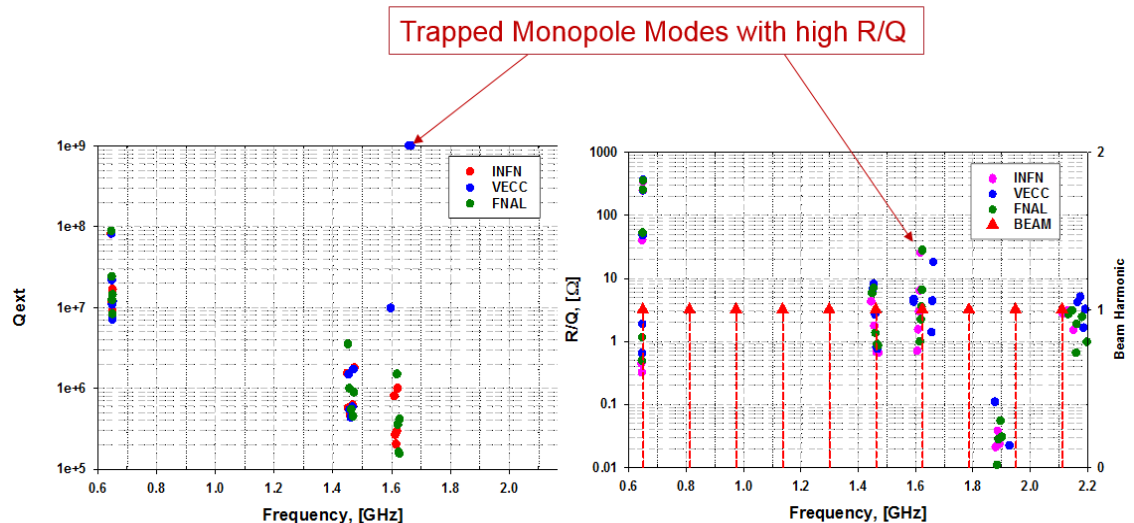 Trapped Monopole Modes with high R/Q
1e+9
1e+8
1e+7
1e+6
1e+5
Qext
INFN
VECC
FNAL
0.6 0.8 1.0 1.2 1.4 1.6 1.8 2.0
Frequency, [GHz]
1000
100
10
1
0.1
0.01
R/Q, [Ω]
INFN
VECC
FNAL
BEAM
2
1
0
Beam Harmonic
0.6 0.8 1.0 1.2 1.4 1.6 1.8 2.0 2.2
Frequency, [GHz]